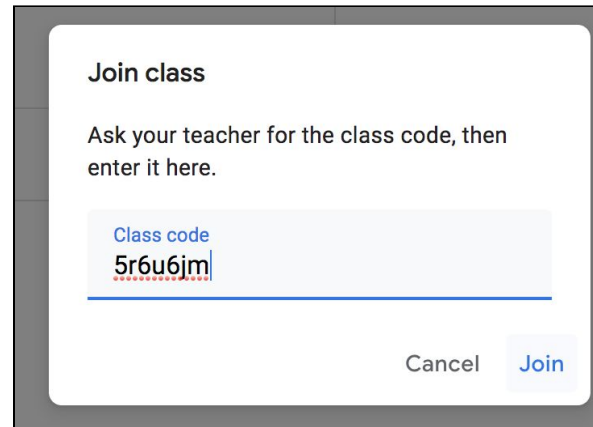 Join class
Ask your teacher for the class code, then
enter it here.
Class code
5r6u6jm
Cancel Join